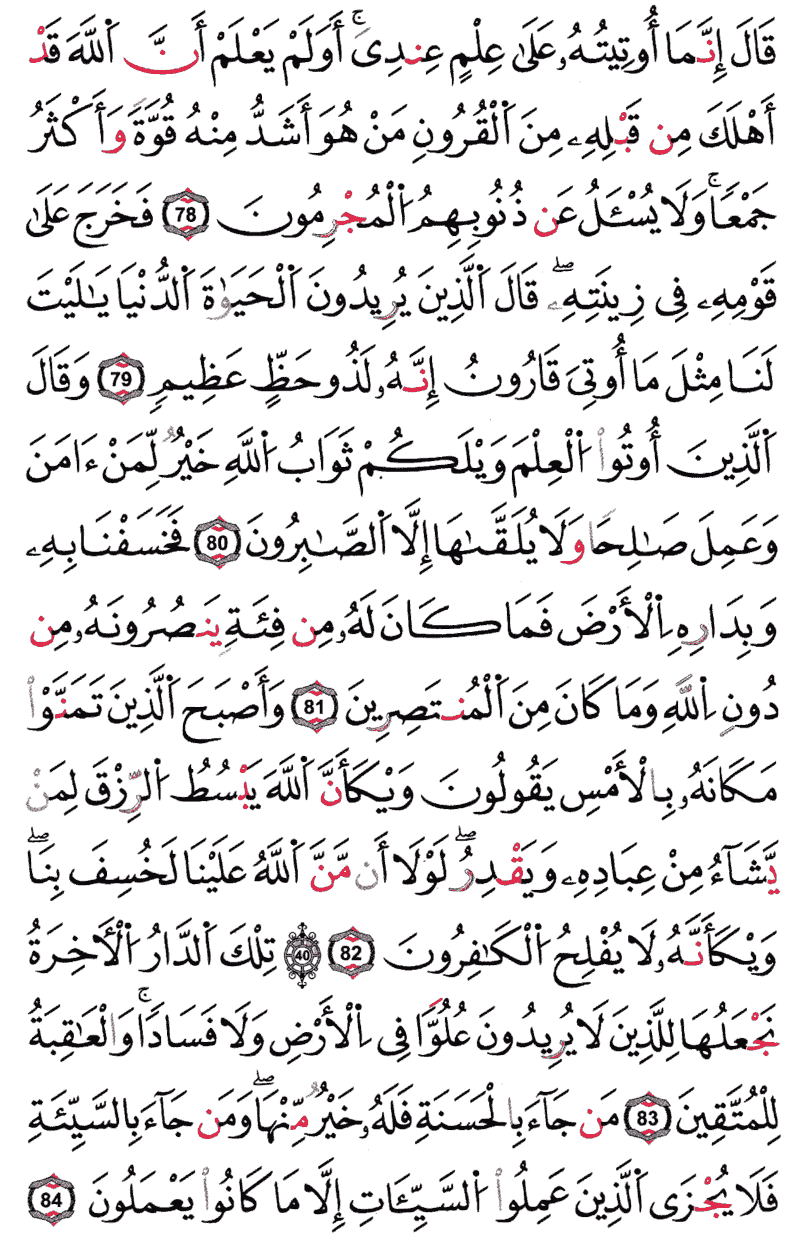 قَالَ إِنَّمَا أُوتِيتُهُۥ عَلَىٰ عِلْمٍ عِندِىٓ ۚ أَوَلَمْ يَعْلَمْ أَنَّ ٱللَّهَ قَدْ
أَهْلَكَ مِن قَبْلِهِۦ مِنَ ٱلْقُرُونِ مَنْ هُوَ أَشَدُّ مِنْهُ قُوَّةً وَأَكْثَرُ
جَمْعًا ۚ وَلَا يُسْـَٔلُ عَن ذُنُوبِهِمُ ٱلْمُجْرِمُونَ 78 فَخَرَجَ عَلَىٰ
قَوْمِهِۦ فِى زِينَتِهِۦ ۖ قَالَ ٱلَّذِينَ يُرِيدُونَ ٱلْحَيَوٰةَ ٱلدُّنْيَا يَـٰلَيْتَ
لَنَا مِثْلَ مَا أُوتِىَ قَارُونُ إِنَّهُۥ لَذُو حَظٍّ عَظِيمٍ 79 وَقَالَ
ٱلَّذِينَ أُوتُوا۟ ٱلْعِلْمَ وَيْلَكُمْ ثَوَابُ ٱللَّهِ خَيْرٌ لِّمَنْ ءَامَنَ
وَعَمِلَ صَـٰلِحًا وَلَا يُلَقَّىٰهَا إِلَّا ٱلصَّـٰبِرُونَ 80 فَخَسَفْنَا بِهِۦ
وَبِدَارِهِ ٱلْأَرْضَ فَمَا كَانَ لَهُۥ مِن فِئَةٍ يَنصُرُونَهُۥ مِن
دُونِ ٱللَّهِ وَمَا كَانَ مِنَ ٱلْمُنتَصِرِينَ 81 وَأَصْبَحَ ٱلَّذِينَ تَمَنَّوْا۟
مَكَانَهُۥ بِٱلْأَمْسِ يَقُولُونَ وَيْكَأَنَّ ٱللَّهَ يَبْسُطُ ٱلرِّزْقَ لِمَنْ
يَّشَآءُ مِنْ عِبَادِهِۦ وَيَقْدِرُ ۖ لَوْلَا أَن مَّنَّ ٱللَّهُ عَلَيْنَا لَخُسِفَ بِنَا ۖ
وَيْكَأَنَّهُۥ لَا يُفْلِحُ ٱلْكَـٰفِرُونَ 82 40 تِلْكَ ٱلدَّارُ ٱلْأَخِرَةُ
نَجْعَلُهَا لِلَّذِينَ لَا يُرِيدُونَ عُلُوًّا فِى ٱلْأَرْضِ وَلَا فَسَادًا ۚ وَٱلْعَـٰقِبَةُ
لِلْمُتَّقِينَ 83 مَن جَآءَ بِٱلْحَسَنَةِ فَلَهُۥ خَيْرٌ مِّنْهَا ۖ وَمَن جَآءَ بِٱلسَّيِّئَةِ
فَلَا يُجْزَى ٱلَّذِينَ عَمِلُوا۟ ٱلسَّيِّـَٔاتِ إِلَّا مَا كَانُوا۟ يَعْمَلُونَ 84